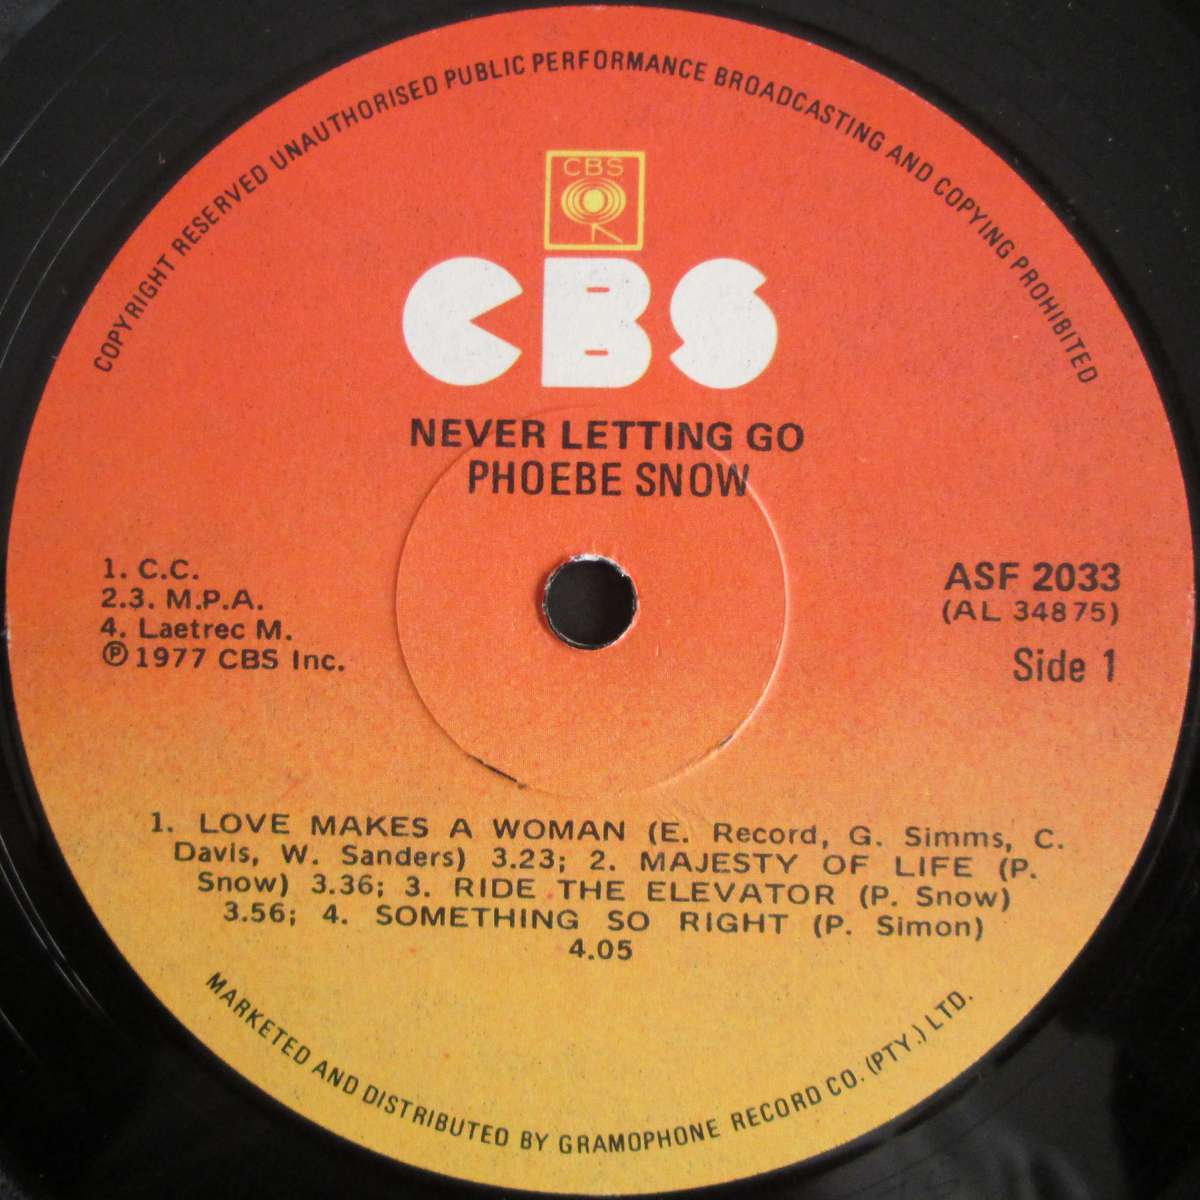 COPYRIGHT RESERVED UNAUTHORISED PUBLIC PERFORMANCE BROADCASTING AND COPYING PROHIBITED
CBS
CBS
NEVER LETTING GO
PHOEBE SNOW
1. C.C.
2.3. M.P.A.
4. Laetrec M.
Ⓟ 1977 CBS Inc.
ASF 2033
(AL 34875)
Side 1
1. LOVE MAKES A WOMAN (E. Record, G. Simms, C.
Davis, W. Sanders) 3.23; 2. MAJESTY OF LIFE (P.
Snow) 3.36; 3. RIDE THE ELEVATOR (P. Snow)
3.56; 4. SOMETHING SO RIGHT (P. Simon)
4.05
MARKETED AND DISTRIBUTED BY GRAMOPHONE RECORD CO. (PTY.) LTD.